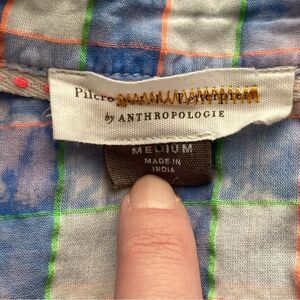 Pilcro
by ANTHROPOLOGIE
MEDIUM
MADE IN
INDIA